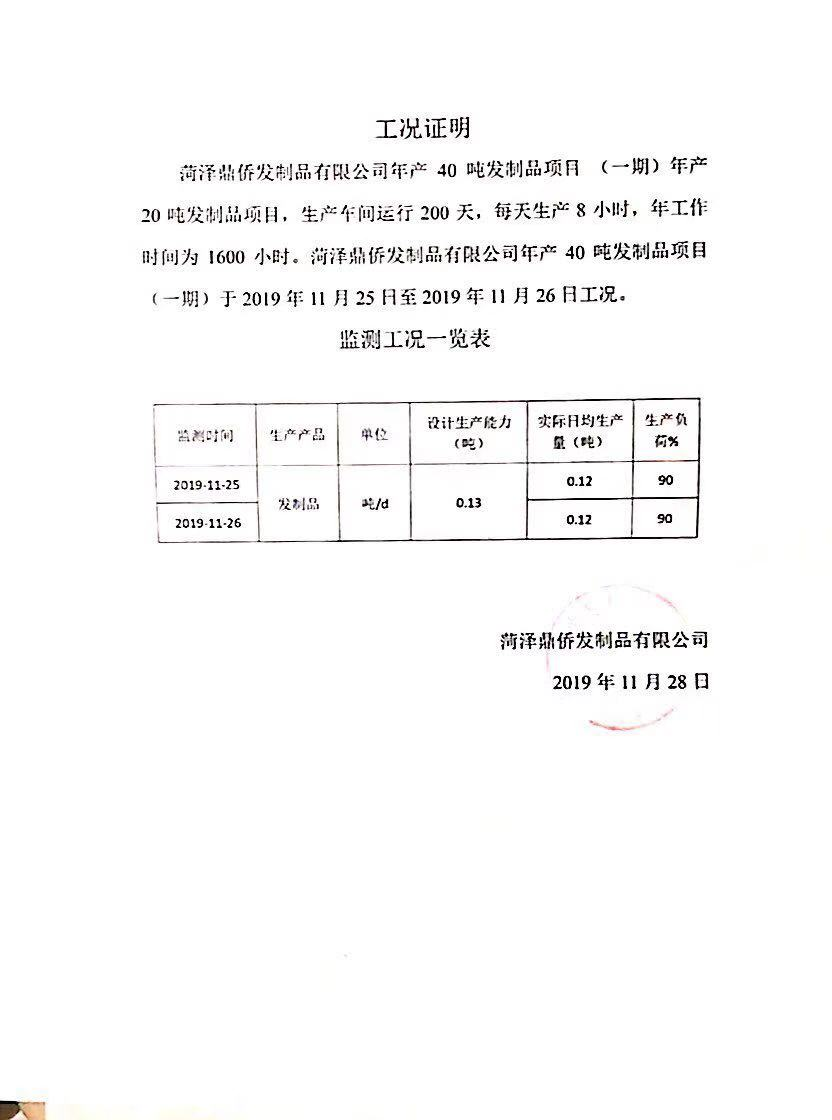 工况证明
菏泽鼎侨发制品有限公司年产 40 吨发制品项目 （一期）年产
20 吨发制品项目，生产车间运行 200 天，每天生产 8 小时，年工作
时间为 1600 小时。菏泽鼎侨发制品有限公司年产 40 吨发制品项目
（一期）于 2019 年 11 月 25 日至 2019 年 11 月 26 日工况。
监测工况一览表
监测时间 生产产品 单位 设计生产能力（吨） 实际日均生产量（吨） 生产负荷%
2019-11-25 发制品 吨/d 0.13 0.12 90
2019-11-26 0.12 90
菏泽鼎侨发制品有限公司
2019 年 11 月 28 日